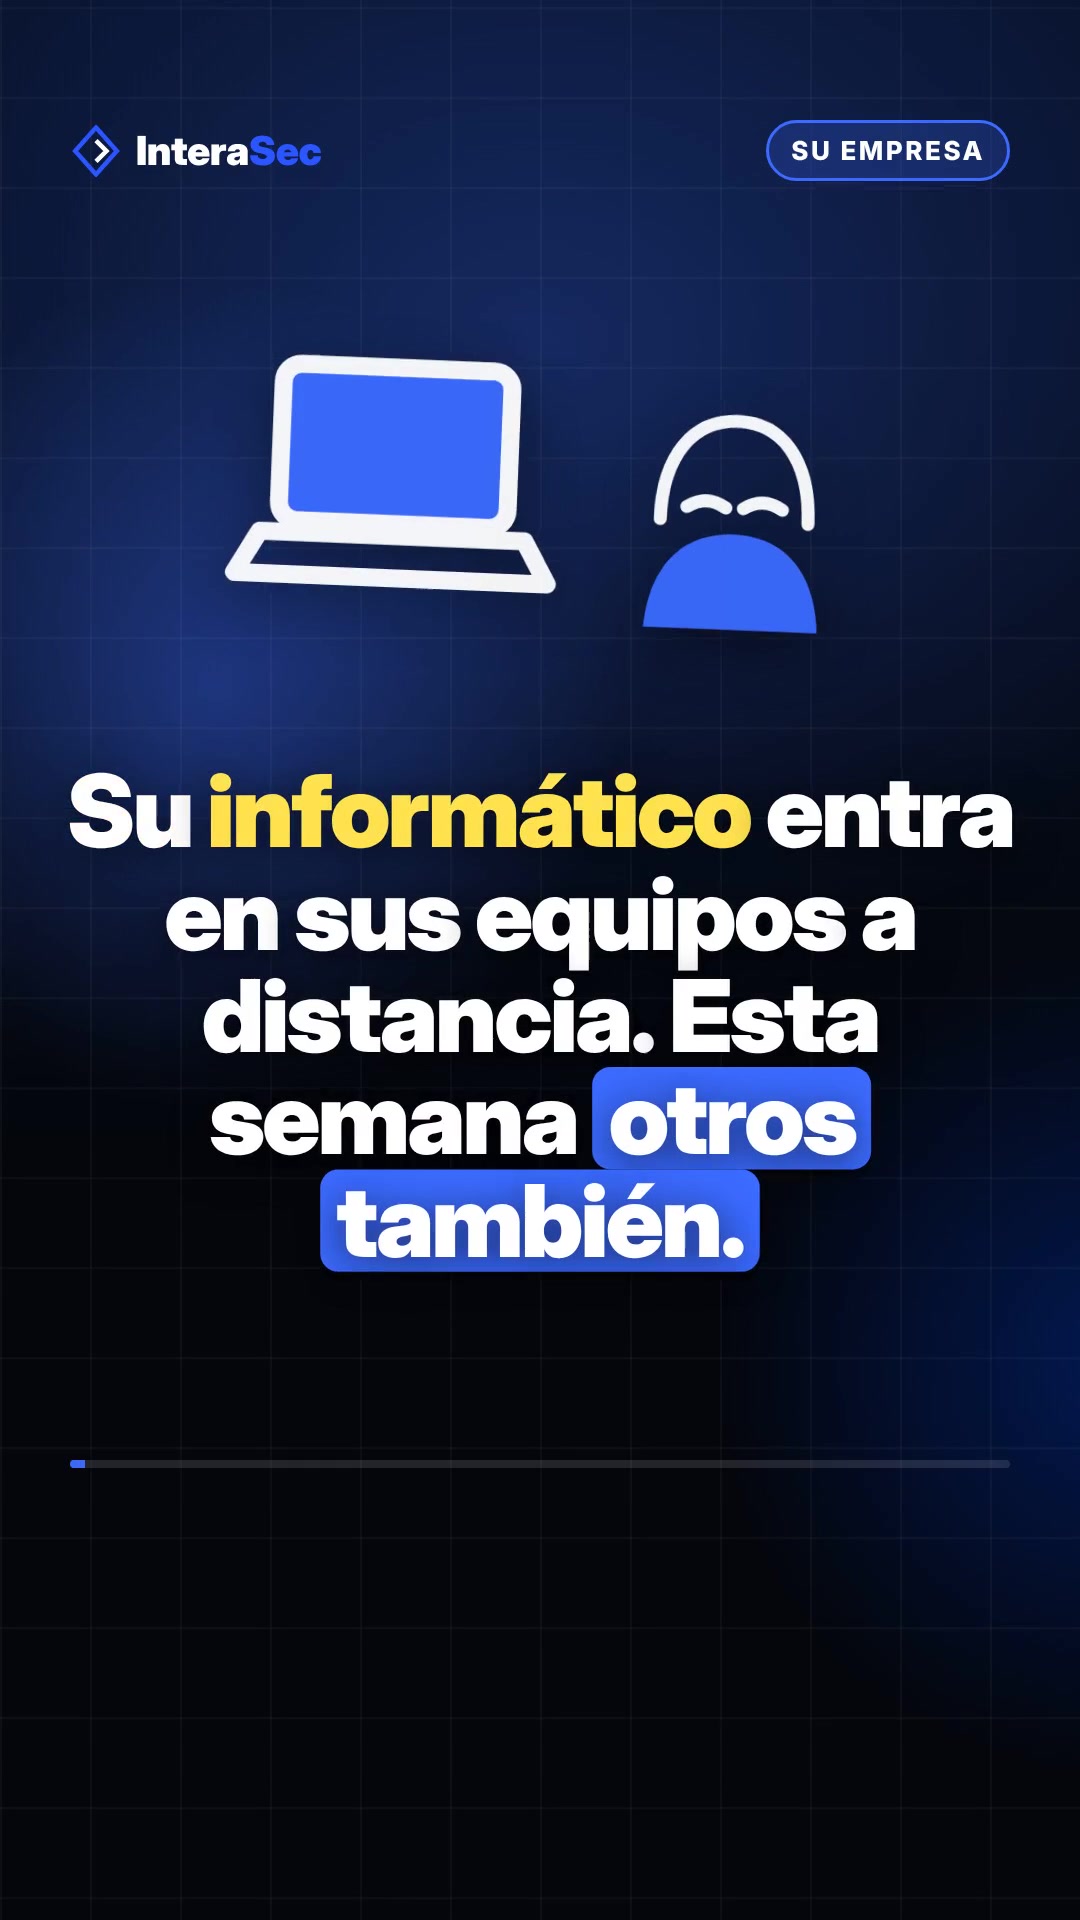 InteraSec
SU EMPRESA
Su informático entra
en sus equipos a
distancia. Esta
semana otros
también.